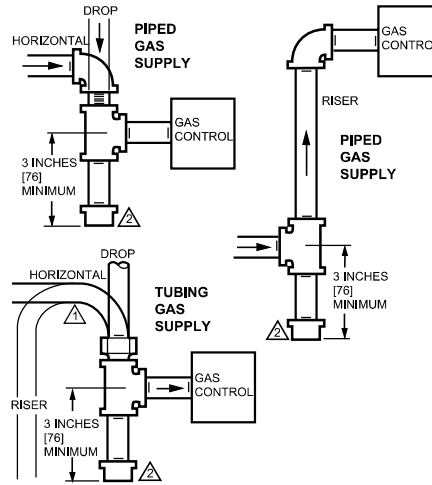 DROP
HORIZONTAL
PIPED
GAS
SUPPLY
GAS
CONTROL
3 INCHES
[76]
MINIMUM
2
GAS
CONTROL
RISER
PIPED
GAS
SUPPLY
3 INCHES
[76]
MINIMUM
2
DROP
HORIZONTAL
TUBING
GAS
SUPPLY
1
RISER
GAS
CONTROL
3 INCHES
[76]
MINIMUM
2